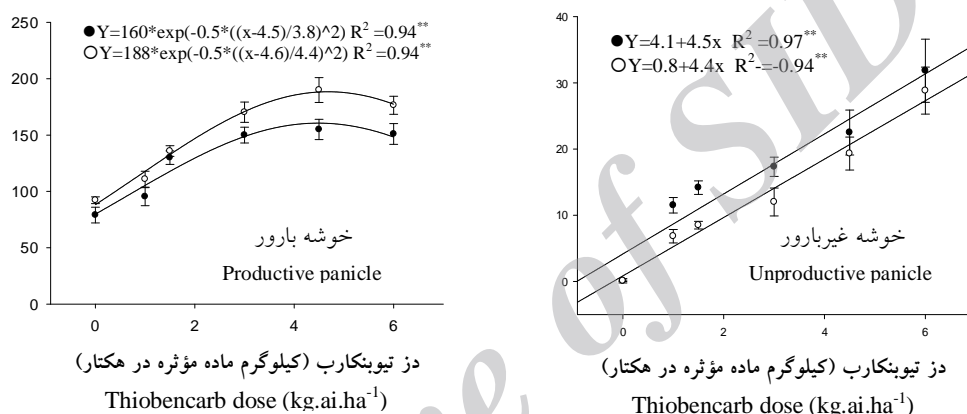 250
200
150
100
50
0
0 2 4 6
●Y=160*exp(-0.5*((x-4.5)/3.8)^2) R² =0.94**
○Y=188*exp(-0.5*((x-4.6)/4.4)^2) R² =0.94**
خوشه بارور
Productive panicle
دز تیوبنکارب (کیلوگرم ماده مؤثره در هکتار)
Thiobencarb dose (kg.ai.ha⁻¹)
40
30
20
10
0
0 2 4 6
●Y=4.1+4.5x R² =0.97**
○Y=0.8+4.4x R²-=-0.94**
خوشه غیربارور
Unproductive panicle
دز تیوبنکارب (کیلوگرم ماده مؤثره در هکتار)
Thiobencarb dose (kg.ai.ha⁻¹)
e of SID